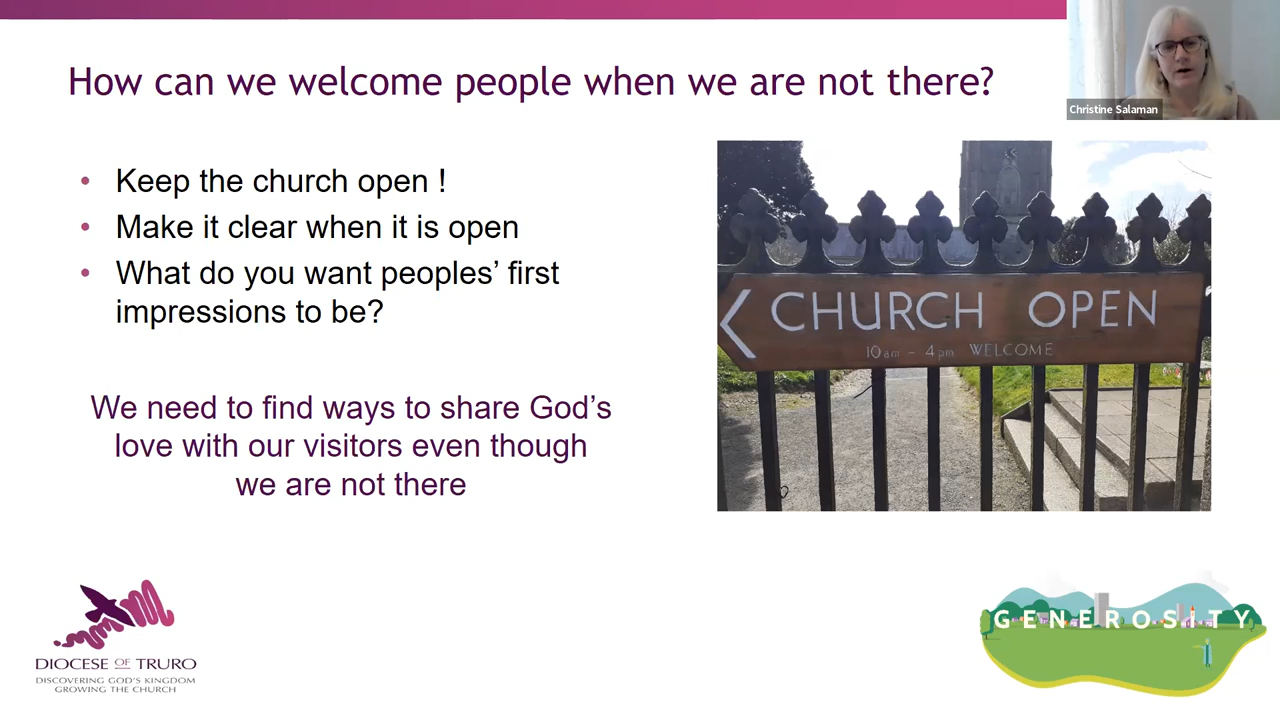 How can we welcome people when we are not there?
Christine Salaman
• Keep the church open !
• Make it clear when it is open
• What do you want peoples’ first
impressions to be?
We need to find ways to share God’s
love with our visitors even though
we are not there
CHURCH OPEN
10am - 4pm WELCOME
DIOCESE OF TRURO
DISCOVERING GOD'S KINGDOM
GROWING THE CHURCH
GENEROSITY